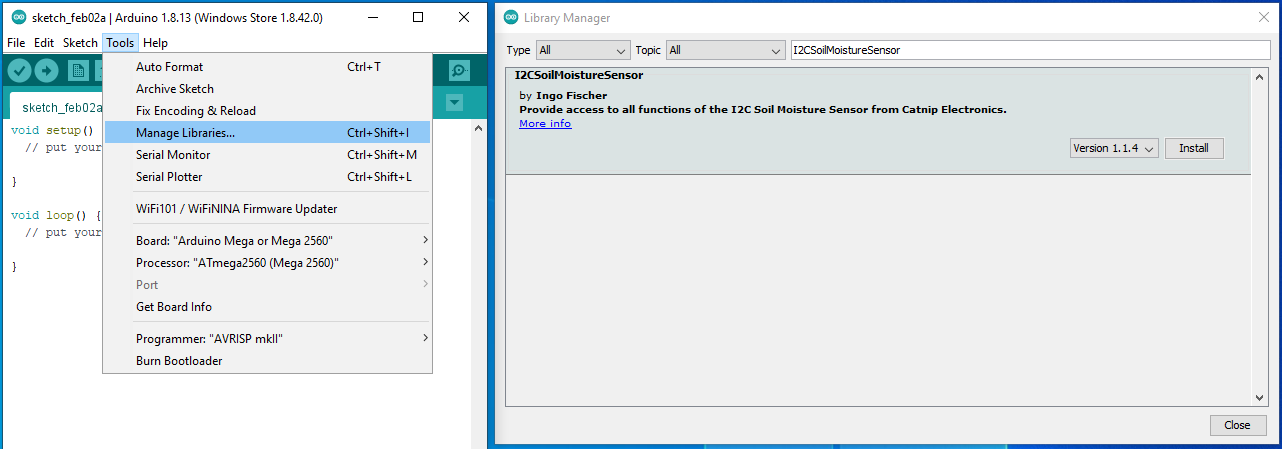 sketch_feb02a | Arduino 1.8.13 (Windows Store 1.8.42.0)
File Edit Sketch Tools Help
sketch_feb02a
void setup()
// put your
}
void loop() {
// put your
}
Auto Format Ctrl+T
Archive Sketch
Fix Encoding & Reload
Manage Libraries... Ctrl+Shift+I
Serial Monitor Ctrl+Shift+M
Serial Plotter Ctrl+Shift+L
WiFi101 / WiFiNINA Firmware Updater
Board: "Arduino Mega or Mega 2560"
Processor: "ATmega2560 (Mega 2560)"
Port
Get Board Info
Programmer: "AVRISP mkII"
Burn Bootloader
Library Manager
Type All Topic All I2CSoilMoistureSensor
I2CSoilMoistureSensor
by Ingo Fischer
Provide access to all functions of the I2C Soil Moisture Sensor from Catnip Electronics.
More info
Version 1.1.4 Install
Close